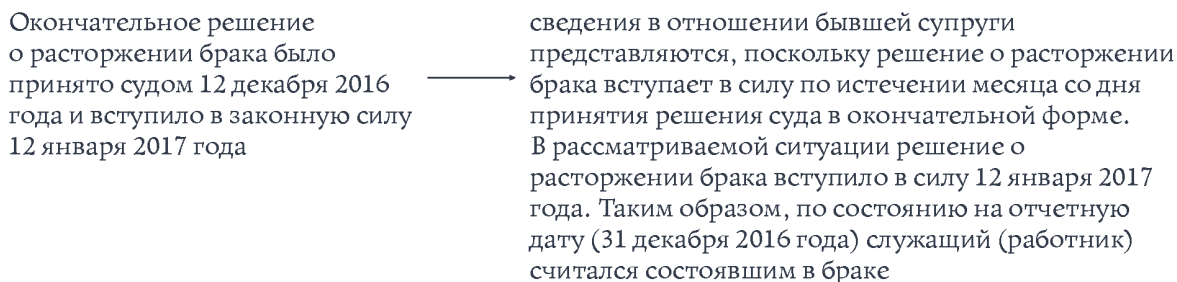 Окончательное решение
о расторжении брака было
принято судом 12 декабря 2016
года и вступило в законную силу
12 января 2017 года
сведения в отношении бывшей супруги
представляются, поскольку решение о расторжении
брака вступает в силу по истечении месяца со дня
принятия решения суда в окончательной форме.
В рассматриваемой ситуации решение о
расторжении брака вступило в силу 12 января 2017
года. Таким образом, по состоянию на отчетную
дату (31 декабря 2016 года) служащий (работник)
считался состоявшим в браке